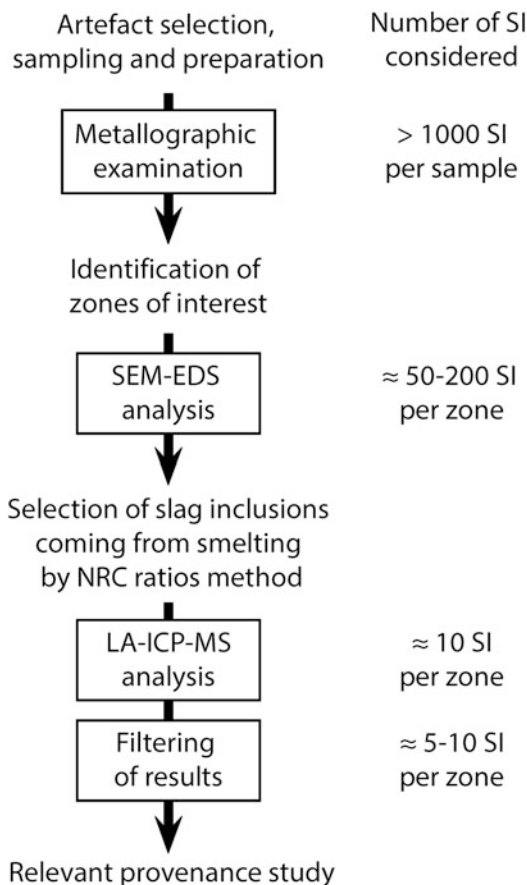 Artefact selection,
sampling and preparation
Number of SI
considered
Metallographic
examination
> 1000 SI
per sample
Identification of
zones of interest
SEM-EDS
analysis
≈ 50-200 SI
per zone
Selection of slag inclusions
coming from smelting
by NRC ratios method
LA-ICP-MS
analysis
≈ 10 SI
per zone
Filtering
of results
≈ 5-10 SI
per zone
Relevant provenance study